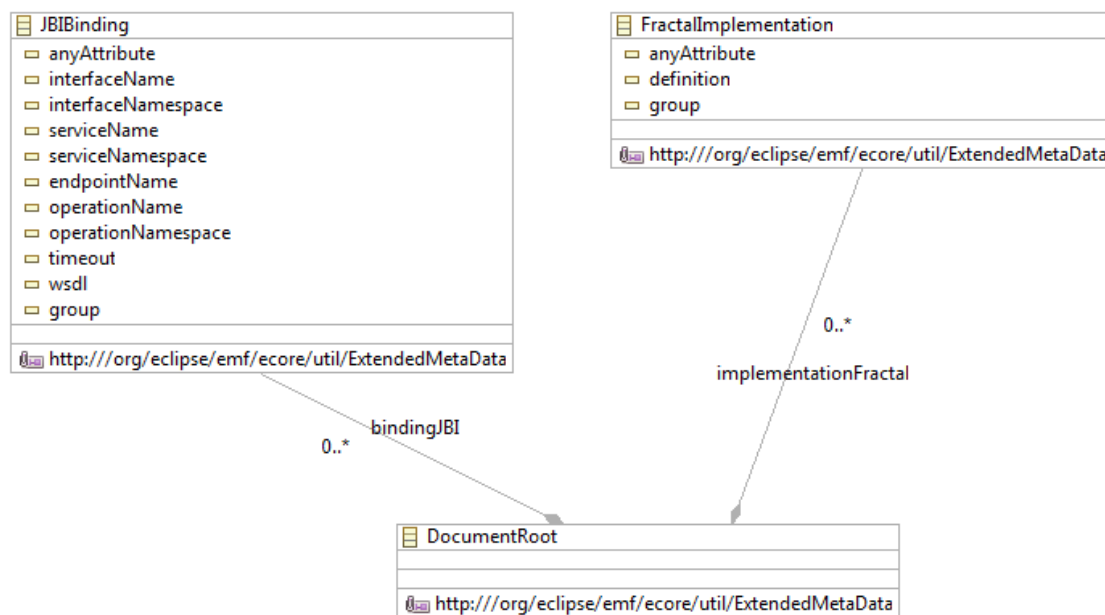 JBIBinding
anyAttribute
interfaceName
interfaceNamespace
serviceName
serviceNamespace
endpointName
operationName
operationNamespace
timeout
wsdl
group
http:///org/eclipse/emf/ecore/util/ExtendedMetaData
FractalImplementation
anyAttribute
definition
group
http:///org/eclipse/emf/ecore/util/ExtendedMetaData
0..*
implementationFractal
bindingJBI
0..*
DocumentRoot
http:///org/eclipse/emf/ecore/util/ExtendedMetaData